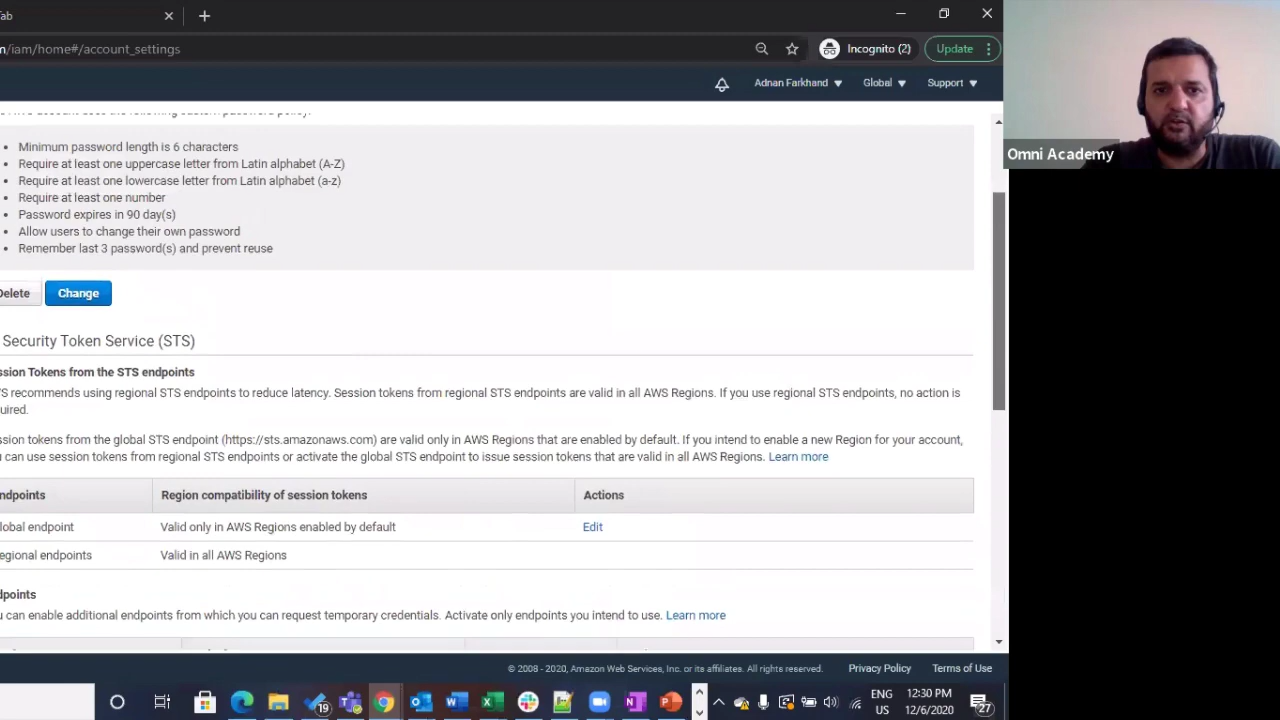 Tab
m/iam/home#/account_settings
Incognito (2)
Update
Adnan Farkhand
Global
Support
Omni Academy
Minimum password length is 6 characters
Require at least one uppercase letter from Latin alphabet (A-Z)
Require at least one lowercase letter from Latin alphabet (a-z)
Require at least one number
Password expires in 90 day(s)
Allow users to change their own password
Remember last 3 password(s) and prevent reuse
Delete
Change
Security Token Service (STS)
ssion Tokens from the STS endpoints
S recommends using regional STS endpoints to reduce latency. Session tokens from regional STS endpoints are valid in all AWS Regions. If you use regional STS endpoints, no action is
uired.
ssion tokens from the global STS endpoint (https://sts.amazonaws.com) are valid only in AWS Regions that are enabled by default. If you intend to enable a new Region for your account,
u can use session tokens from regional STS endpoints or activate the global STS endpoint to issue session tokens that are valid in all AWS Regions. Learn more
ndpoints
Region compatibility of session tokens
Actions
lobal endpoint
Valid only in AWS Regions enabled by default
Edit
egional endpoints
Valid in all AWS Regions
dpoints
u can enable additional endpoints from which you can request temporary credentials. Activate only endpoints you intend to use. Learn more
© 2008 - 2020, Amazon Web Services, Inc. or its affiliates. All rights reserved.
Privacy Policy
Terms of Use
19
ENG
US
12:30 PM
12/6/2020
27